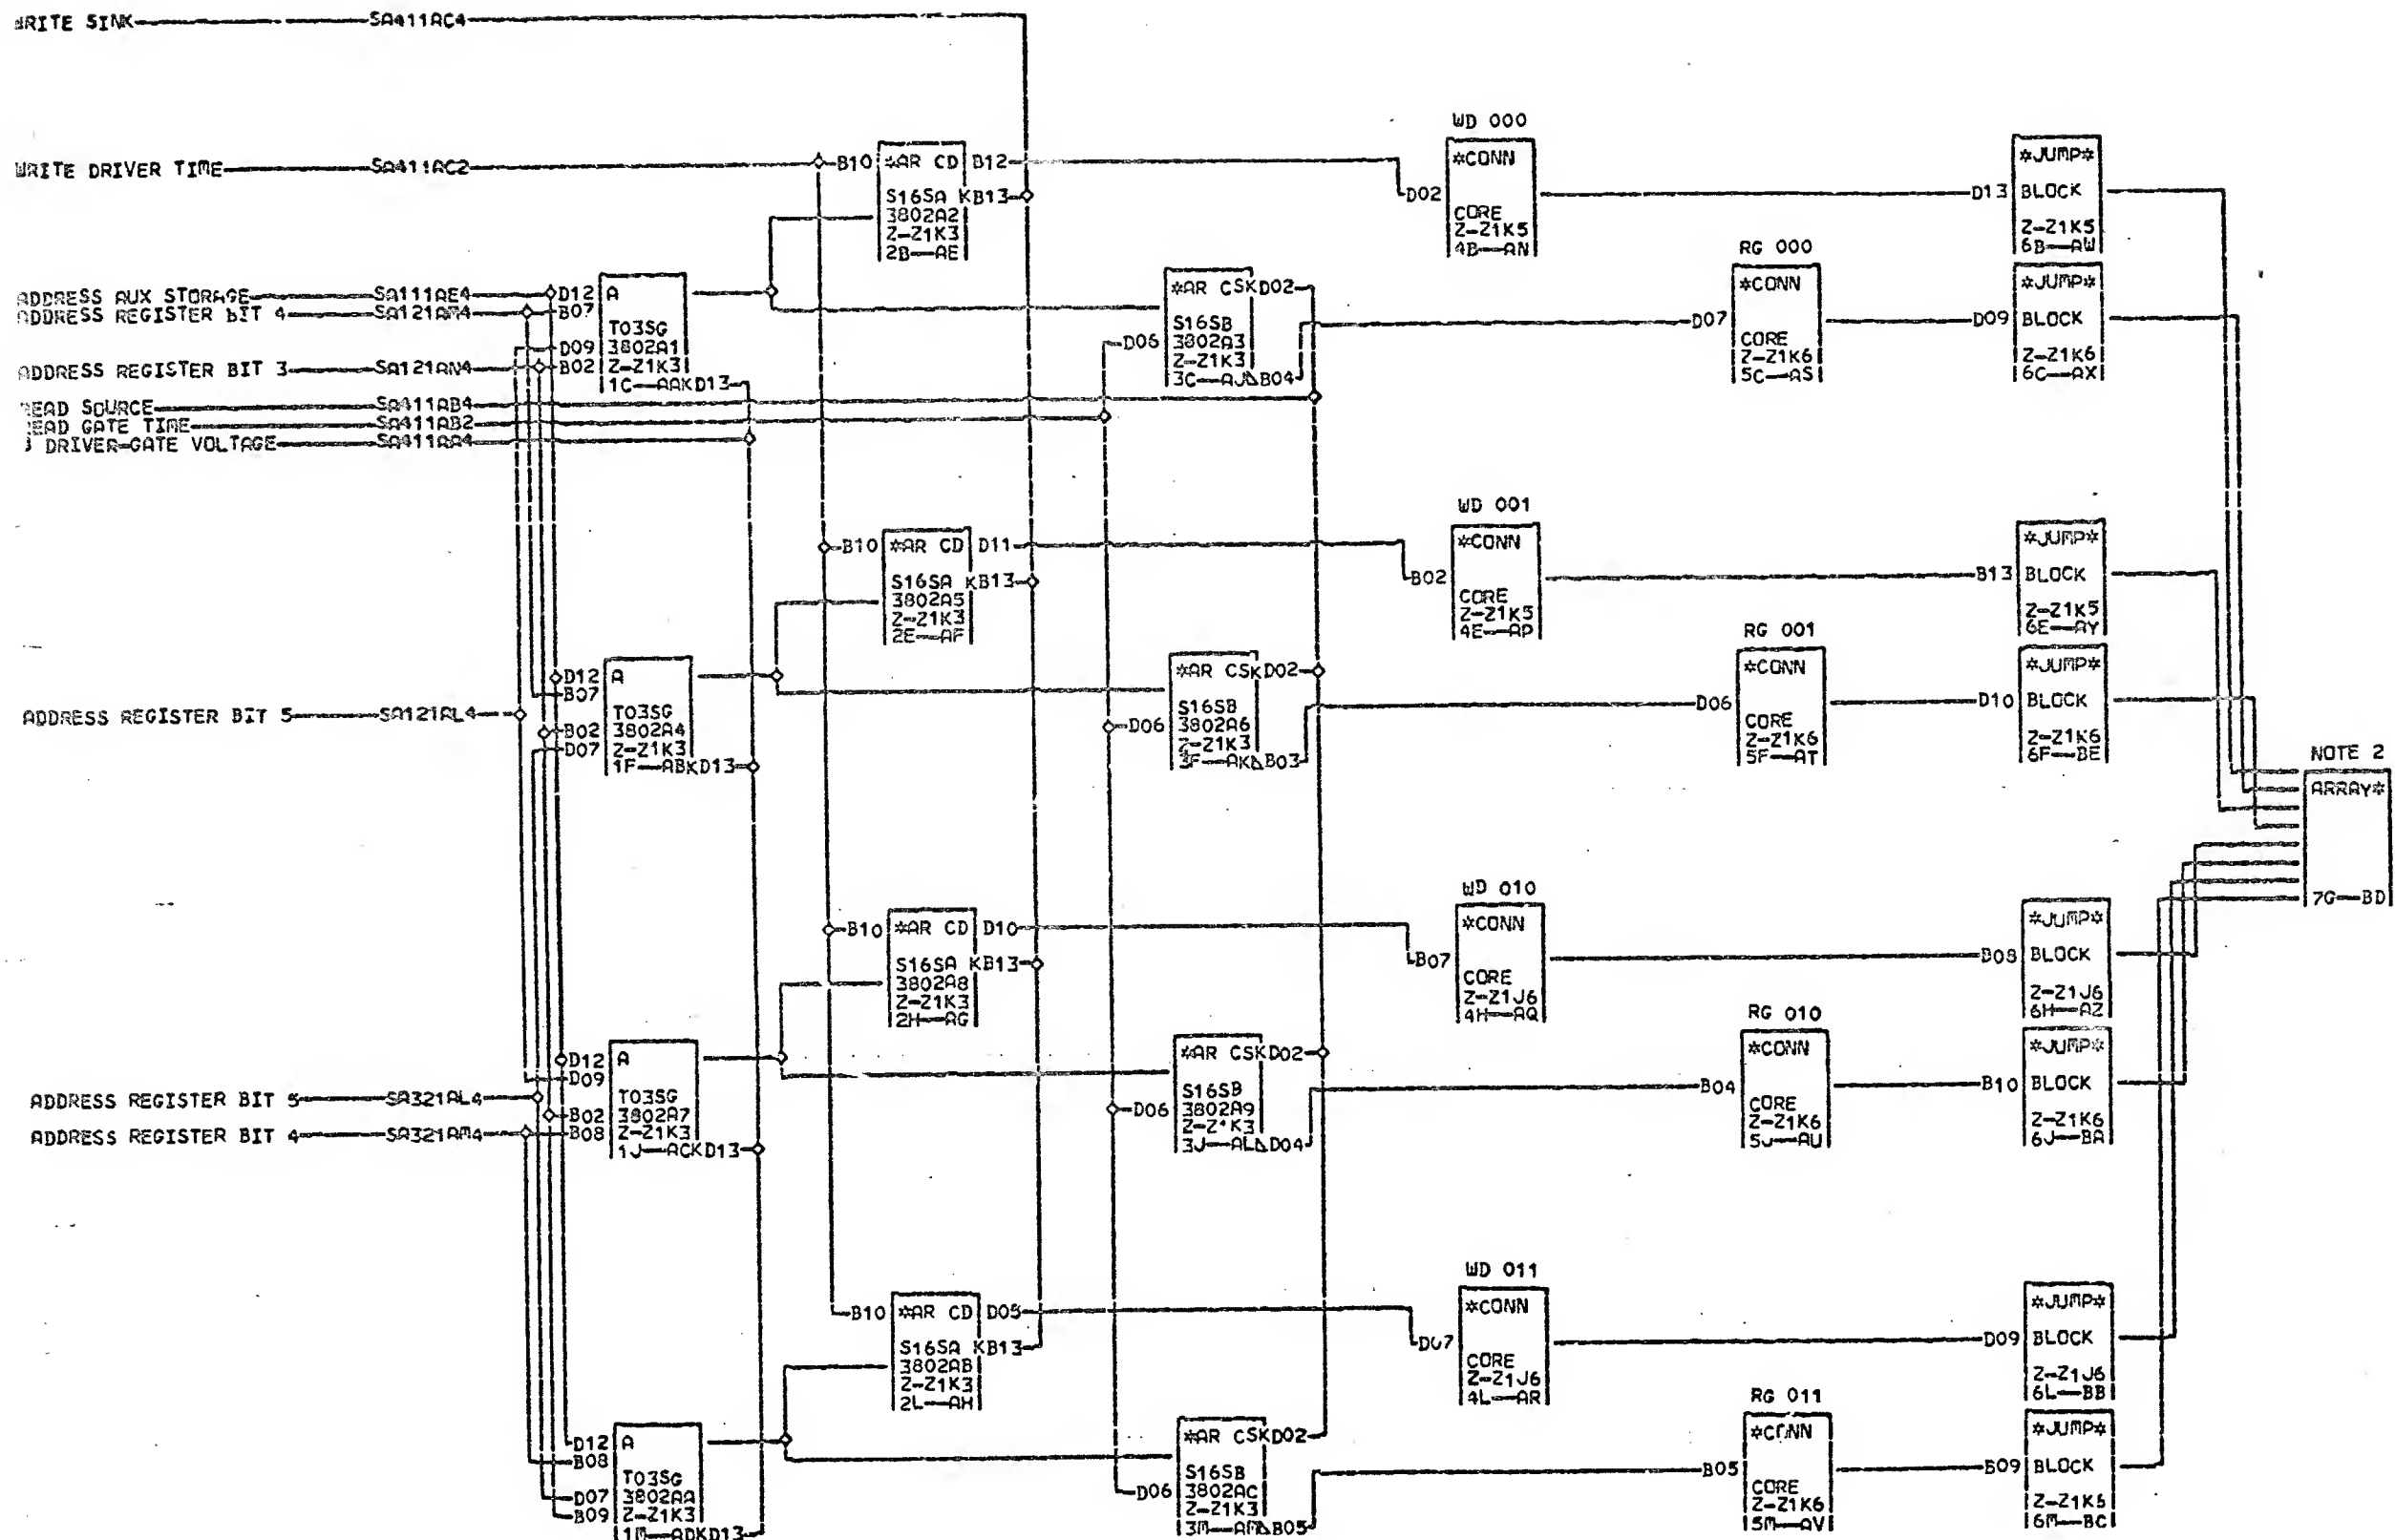 WRITE SINK SA411AC4
WD 000
WRITE DRIVER TIME SA411AC2 B10 *AR CD B12 *CONN *JUMP*
S16SA KB13 D02 D13 BLOCK
3802A2 CORE
Z-Z1K3 Z-Z1K5 Z-Z1K5
2B AE 4B AN 6B AW
RG 000
ADDRESS AUX STORAGE SA111AE4 D12 A *AR CSKD02 *CONN *JUMP*
ADDRESS REGISTER BIT 4 SA121AM4 B07
T03SG S16SB D07 D09 BLOCK
D09 3802A1 D06 3802A3 CORE
ADDRESS REGISTER BIT 3 SA121AN4 B02 Z-Z1K3 Z-Z1K3 Z-Z1K6 Z-Z1K6
1C AAKD13 3C AJ B04 5C AS 6C AX
SOURCE SA411AB4
GATE TIME SA411AB2
DRIVER-GATE VOLTAGE SA411AA4
WD 001
B10 *AR CD D11 *CONN *JUMP*
S16SA KB13 B02 B13 BLOCK
3802A5 CORE
Z-Z1K3 Z-Z1K5 Z-Z1K5
2E AF 4E AP 6E AY
RG 001
D12 A *AR CSKD02 *CONN *JUMP*
B07
ADDRESS REGISTER BIT 5 SA121AL4 T03SG S16SB D06 D10 BLOCK
B02 3802A4 D06 3802A6 CORE
D07 Z-Z1K3 Z-Z1K3 Z-Z1K6 Z-Z1K6
1F ABKD13 3F AK B03 5F AT 6F BE
NOTE 2
ARRAY*
7G BD
WD 010
B10 *AR CD D10 *CONN *JUMP*
S16SA KB13 B07 D08 BLOCK
3802A8 CORE
Z-Z1K3 Z-Z1J6 Z-Z1J6
2H AG 4H AQ 6H AZ
RG 010
D12 A *AR CSKD02 *CONN *JUMP*
D09
ADDRESS REGISTER BIT 5 SA321AL4 T03SG S16SB B04 B10 BLOCK
B02 3802A7 D06 3802A9 CORE
ADDRESS REGISTER BIT 4 SA321AM4 B08 Z-Z1K3 Z-Z1K6 Z-Z1K6
1J ACKD13 3J AL D04 5J AU 6J BA
WD 011
B10 *AR CD D05 *CONN *JUMP*
S16SA KB13 D07 D09 BLOCK
3802AB CORE
Z-Z1K3 Z-Z1J6 Z-Z1J6
2L AH 4L AR 6L BB
RG 011
D12 A *AR CSKD02 *JUMP*
B08
T03SG S16SB B05 B09 BLOCK
D07 3802AA D06 3802AC CORE
B09 Z-Z1K3 Z-Z1K3 Z-Z1K6
1M ADKD13 3M AM B05 5M AV 6M BC